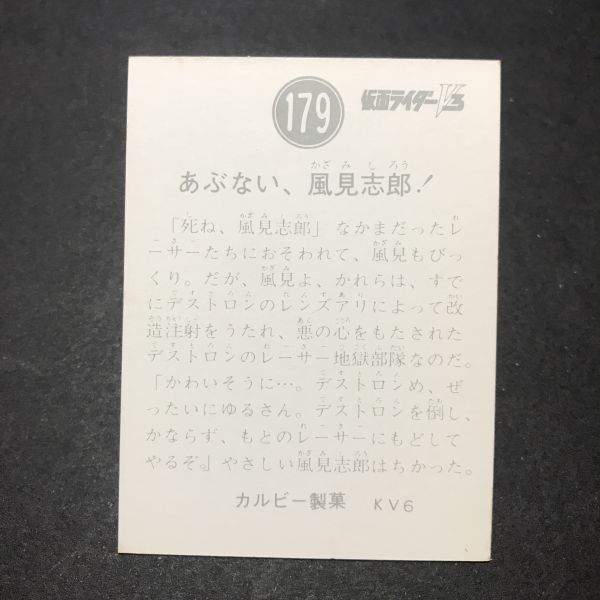 179
仮面ライダーV3
あぶない、風見志郎！
「死ね、風見志郎」なかまだったレ
ーサーたちにおそわれて、風見もびっ
くり。だが、風見よ、かれらは、すで
にデストロンのレンズアリによって改
造注射をうたれ、悪の心をもたされた
デストロンのレーサー地獄部隊なのだ。
「かわいそうに…。デストロンめ、ぜ
ったいにゆるさん。デストロンを倒し、
かならず、もとのレーサーにもどして
やるぞ。」やさしい風見志郎はちかった。
カルビー製菓 KV6